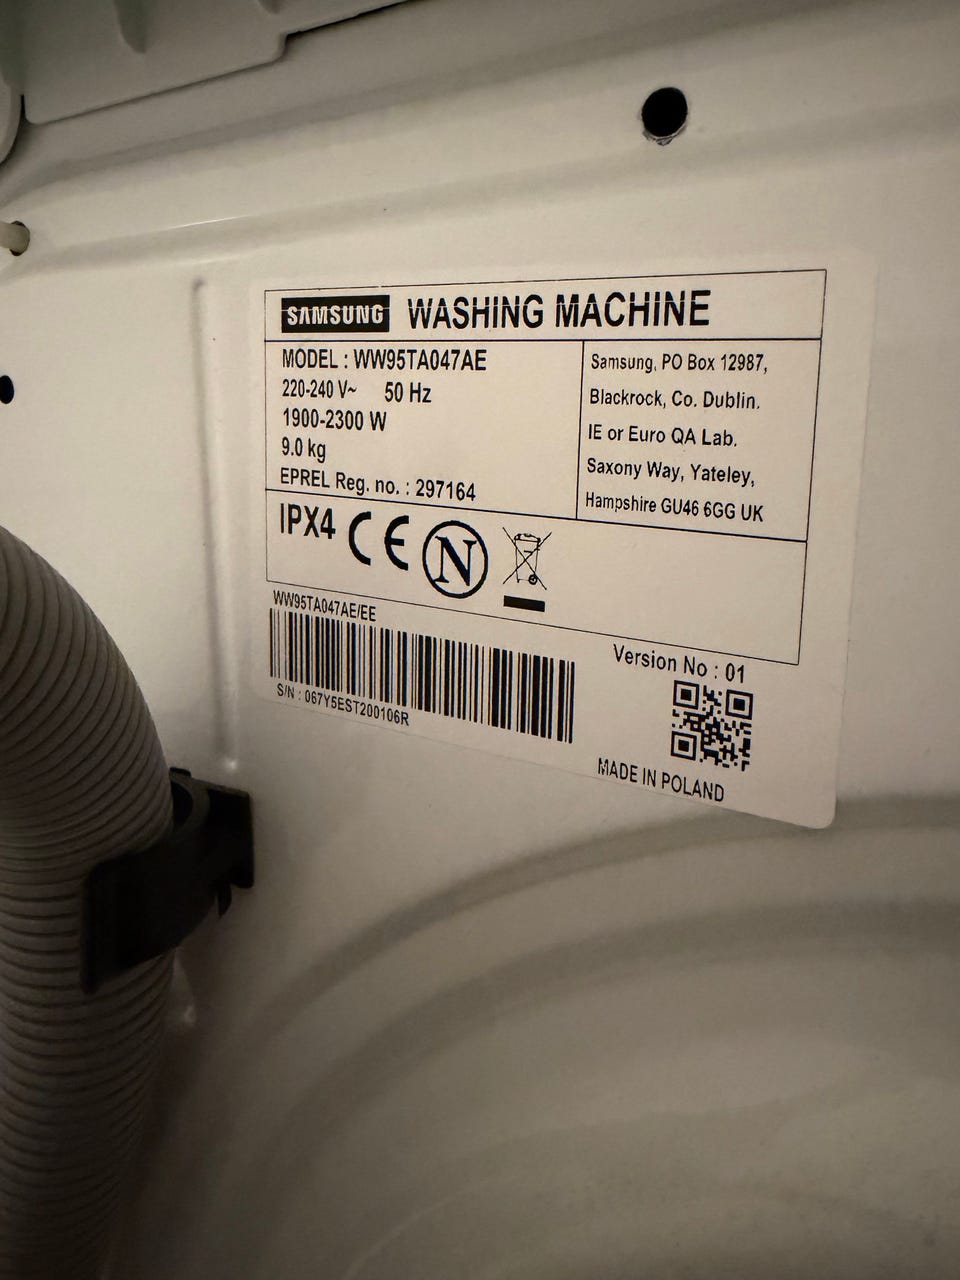 SAMSUNG WASHING MACHINE
MODEL : WW95TA047AE
220-240 V~ 50 Hz
1900-2300 W
9.0 kg
EPREL Reg. no. : 297164
Samsung, PO Box 12987,
Blackrock, Co. Dublin.
IE or Euro QA Lab.
Saxony Way, Yateley,
Hampshire GU46 6GG UK
IPX4 CE N
WW95TA047AE/EE
S/N : 067Y5EST200106R
Version No : 01
MADE IN POLAND